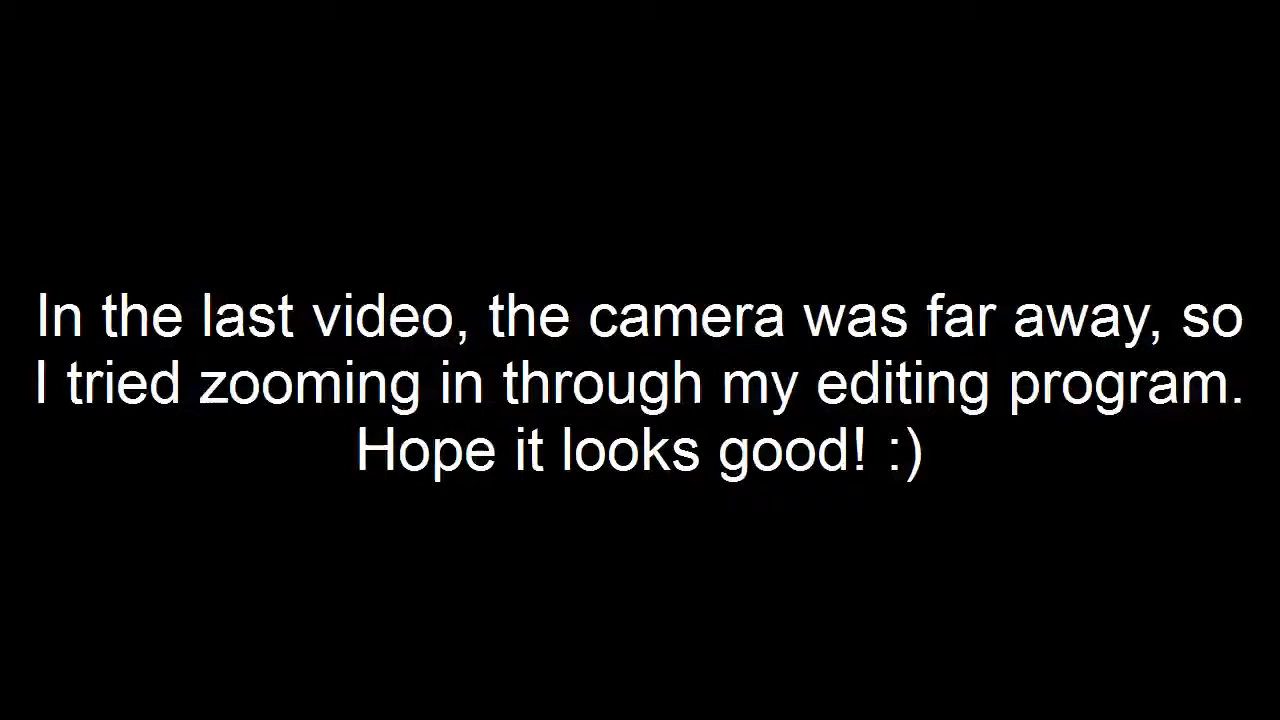 In the last video, the camera was far away, so
I tried zooming in through my editing program.
Hope it looks good! :)